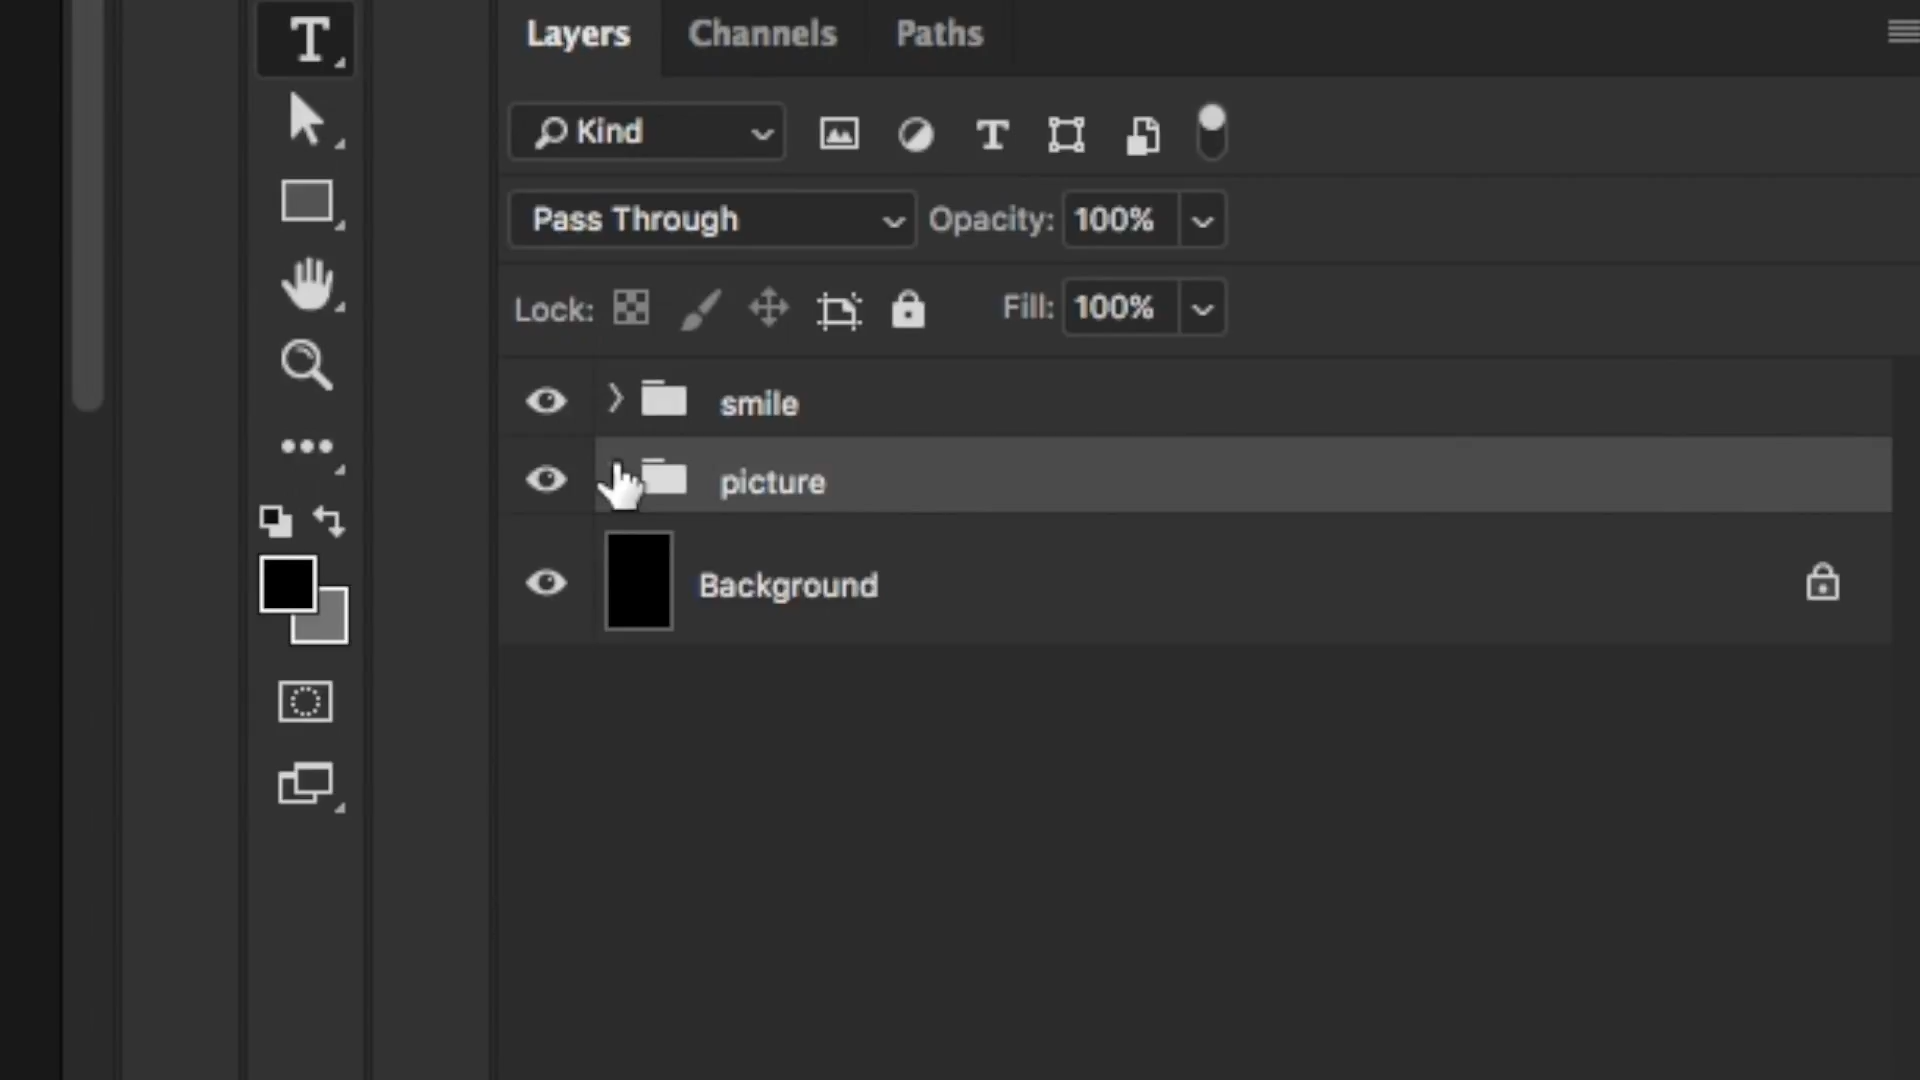 Layers Channels Paths
Kind
Pass Through Opacity: 100%
Lock: Fill: 100%
smile
picture
Background